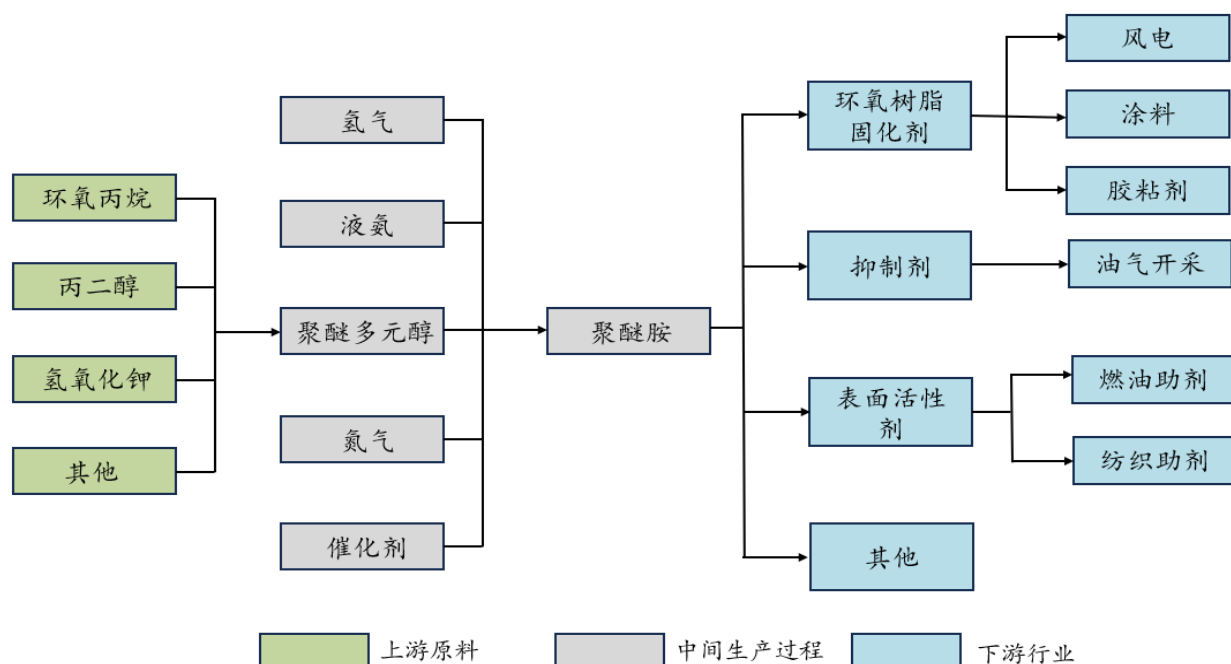 环氧丙烷
丙二醇
氢氧化钾
其他
氢气
液氨
聚醚多元醇
氮气
催化剂
聚醚胺
环氧树脂
固化剂
抑制剂
表面活性
剂
其他
风电
涂料
胶粘剂
油气开采
燃油助剂
纺织助剂
上游原料
中间生产过程
下游行业